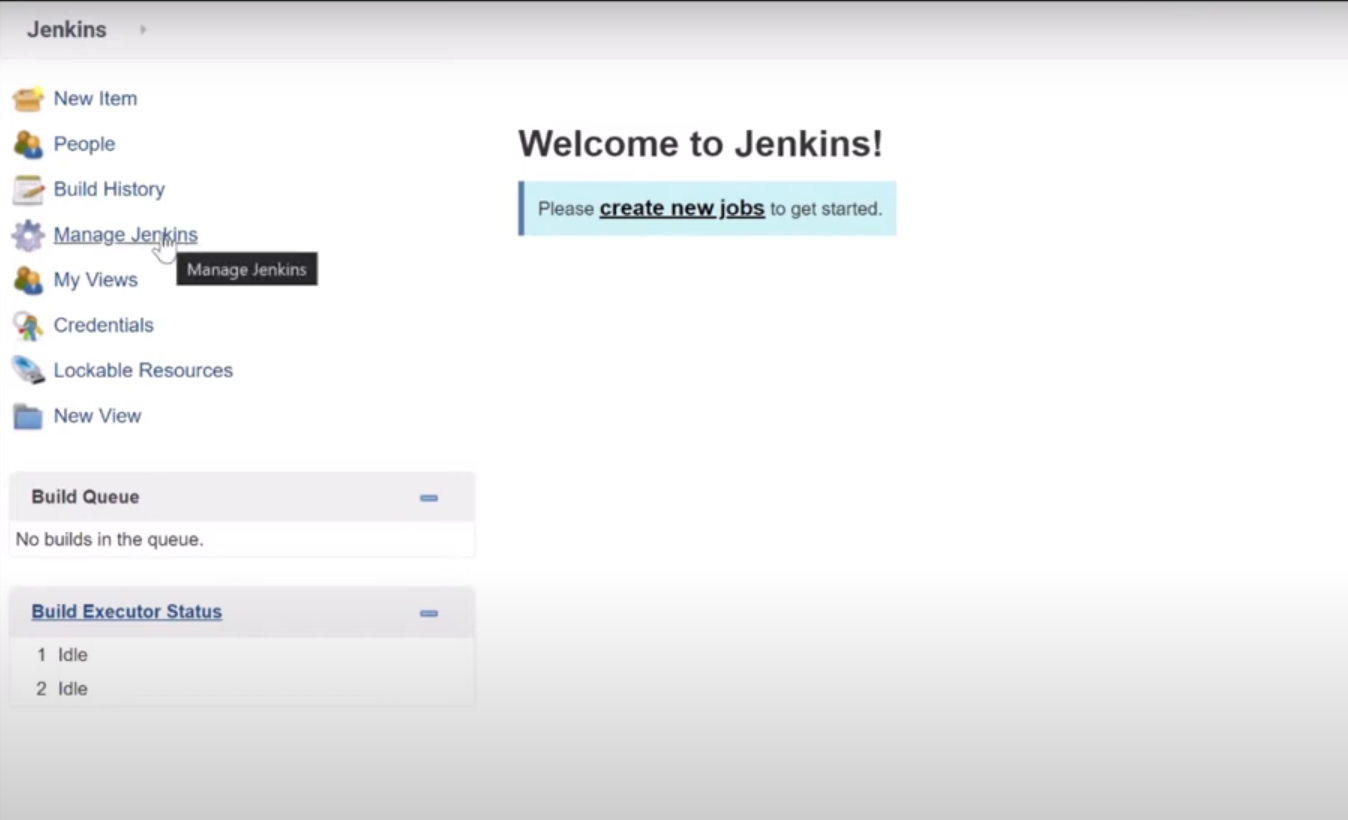 Jenkins
New Item
People
Build History
Manage Jenkins
Manage Jenkins
My Views
Credentials
Lockable Resources
New View
Build Queue
No builds in the queue.
Build Executor Status
1 Idle
2 Idle
Welcome to Jenkins!
Please create new jobs to get started.